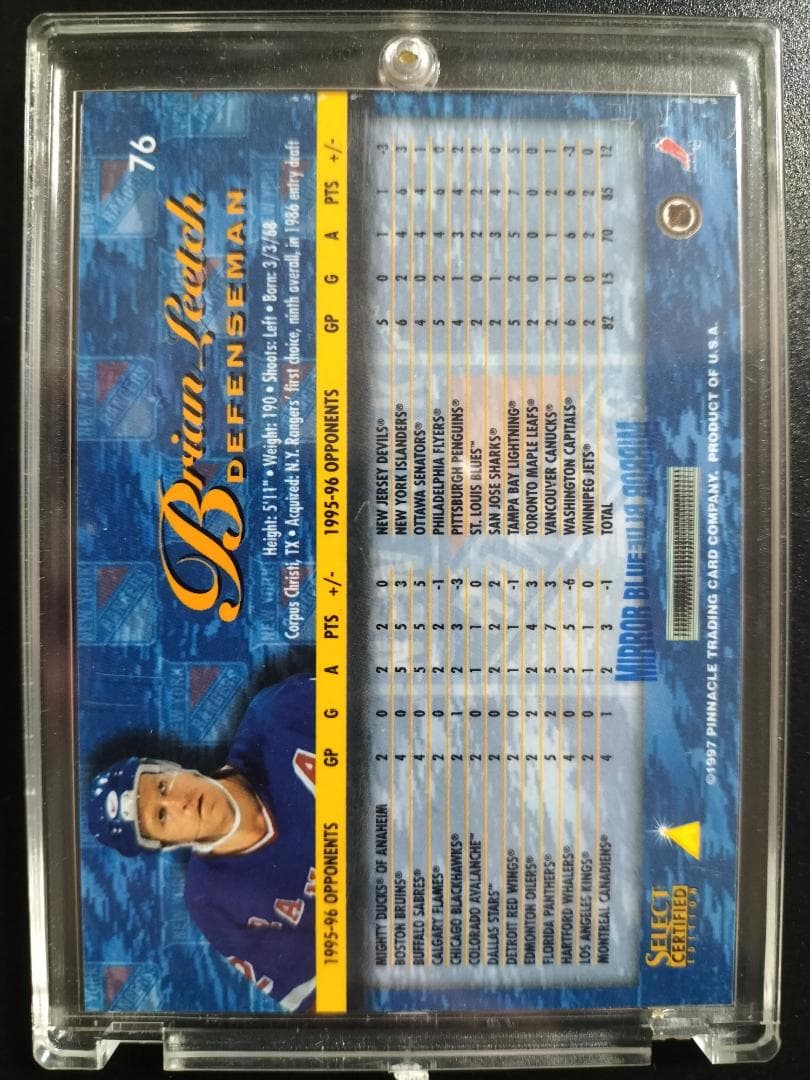 76
Brian Leetch
DEFENSEMAN
Height: 5'11" • Weight: 190 • Shoots: Left • Born: 3/3/68
Corpus Christi, TX • Acquired: N.Y. Rangers' first choice, ninth overall, in 1986 entry draft
1995-96 OPPONENTS GP G A PTS +/- 1995-96 OPPONENTS GP G A PTS +/-
MIGHTY DUCKS® OF ANAHEIM 2 0 2 2 0 NEW JERSEY DEVILS® 5 0 1 1 -3
BOSTON BRUINS® 4 0 5 5 3 NEW YORK ISLANDERS® 6 2 4 6 3
BUFFALO SABRES® 4 0 5 5 5 OTTAWA SENATORS® 4 0 4 4 4
CALGARY FLAMES® 2 0 2 2 -1 PHILADELPHIA FLYERS® 5 2 4 6 0
CHICAGO BLACKHAWKS® 2 1 2 3 -3 PITTSBURGH PENGUINS® 4 1 3 4 2
COLORADO AVALANCHE™ 2 0 1 1 0 ST. LOUIS BLUES™ 2 0 2 2 2
DALLAS STARS™ 2 0 2 2 2 SAN JOSE SHARKS® 2 1 3 4 0
DETROIT RED WINGS® 2 0 1 1 -1 TAMPA BAY LIGHTNING® 5 2 5 7 5
EDMONTON OILERS® 2 2 2 4 3 TORONTO MAPLE LEAFS® 2 0 0 0 0
FLORIDA PANTHERS® 5 2 5 7 3 VANCOUVER CANUCKS® 2 1 1 2 1
HARTFORD WHALERS® 4 0 5 5 -6 WASHINGTON CAPITALS® 6 0 6 6 -3
LOS ANGELES KINGS® 2 0 1 1 0 WINNIPEG JETS® 2 0 2 2 0
MONTREAL CANADIENS® 4 1 2 3 -1 TOTAL 82 15 70 85 12
MIRROR BLUE
SELECT
CERTIFIED
EDITION
©1997 PINNACLE TRADING CARD COMPANY. PRODUCT OF U.S.A.